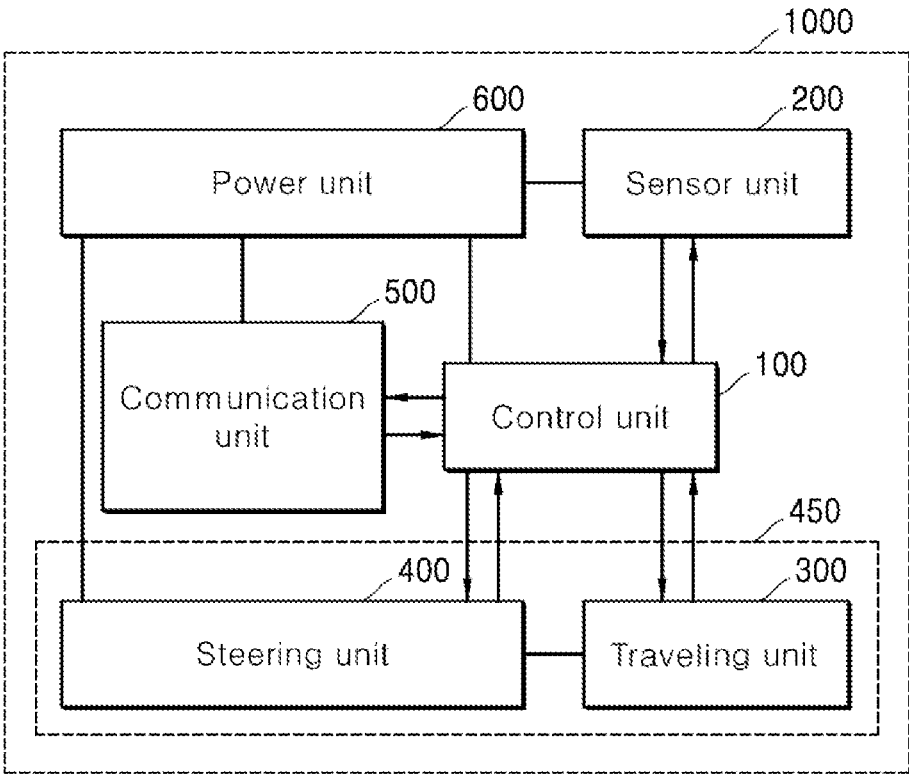 1000
600
200
Power unit
Sensor unit
500
100
Communication
unit
Control unit
450
400
300
Steering unit
Traveling unit